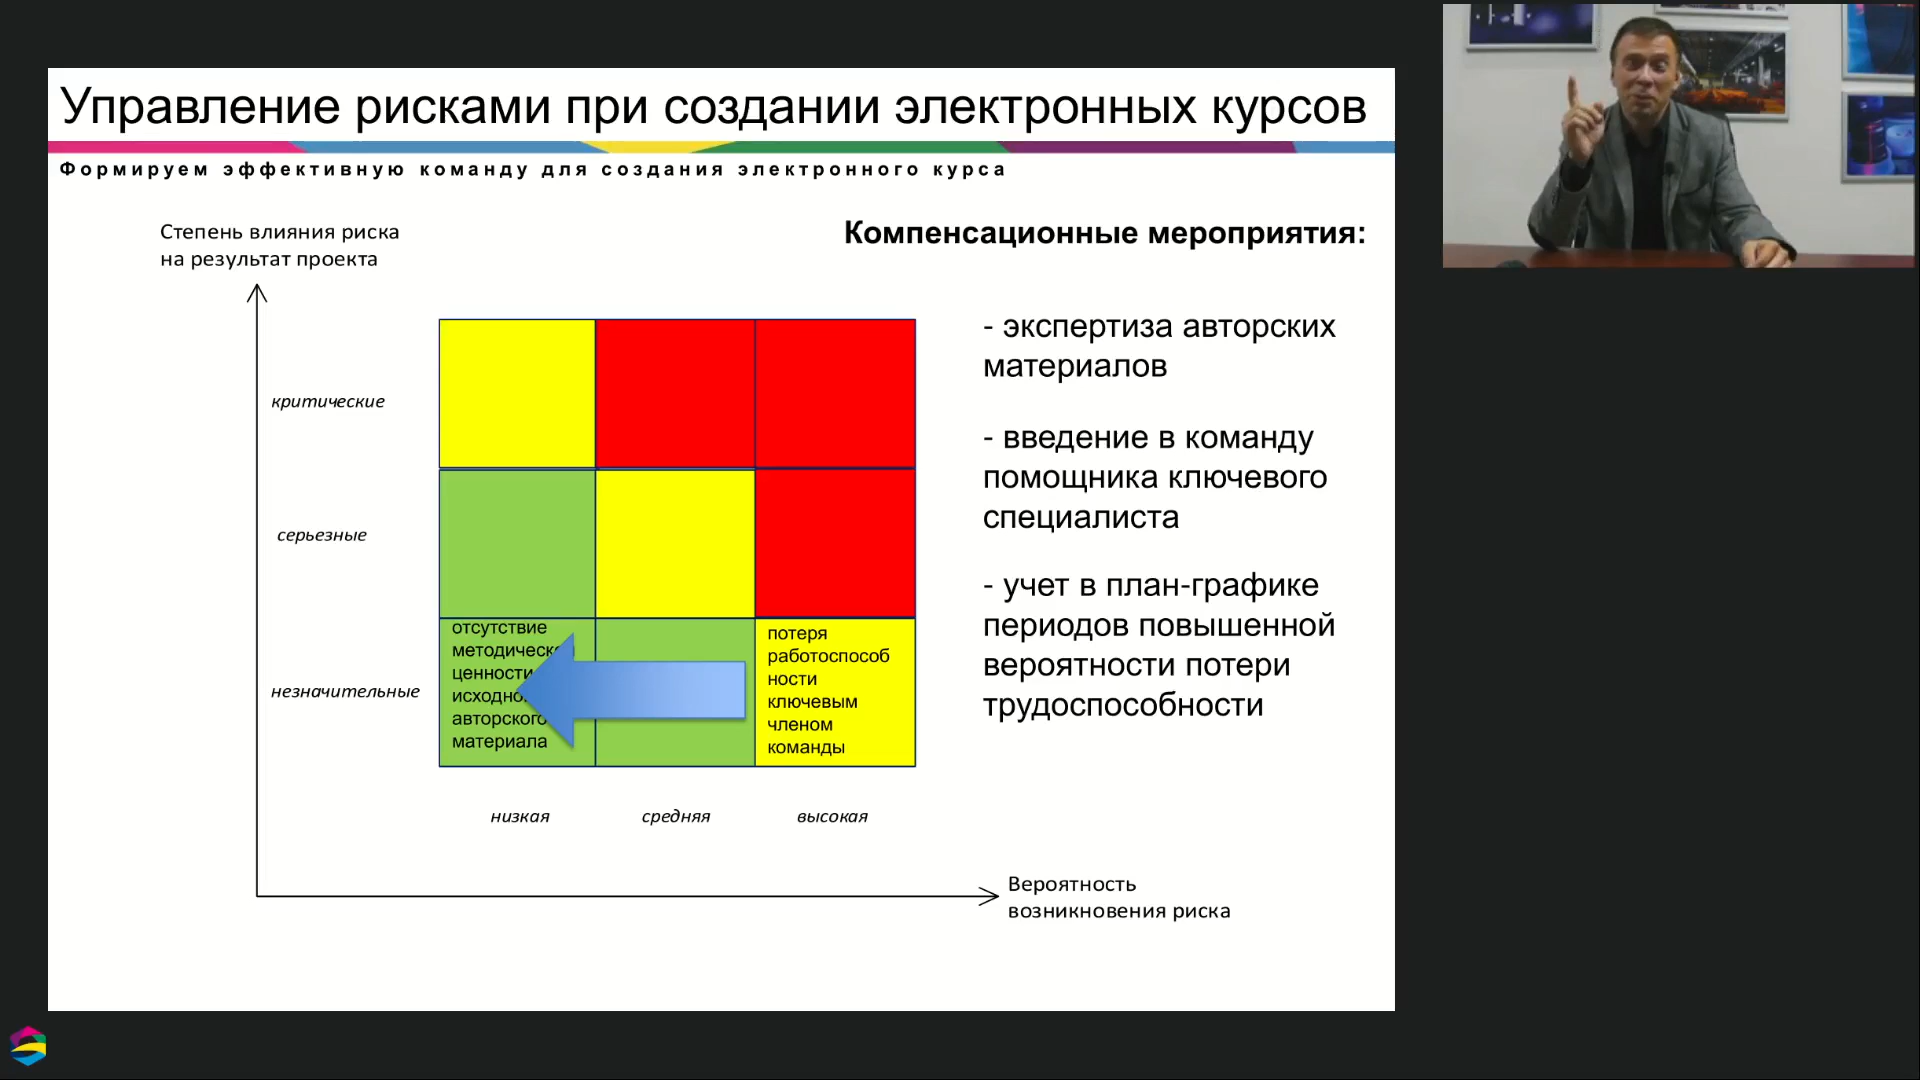 Управление рисками при создании электронных курсов
Формируем эффективную команду для создания электронного курса
Степень влияния риска
на результат проекта
Компенсационные мероприятия:
- экспертиза авторских
материалов
- введение в команду
помощника ключевого
специалиста
- учет в план-графике
периодов повышенной
вероятности потери
трудоспособности
критические
серьезные
незначительные
отсутствие
ценности
авторского
материала
потеря
работоспособ
ности
ключевым
членом
команды
низкая
средняя
высокая
Вероятность
возникновения риска